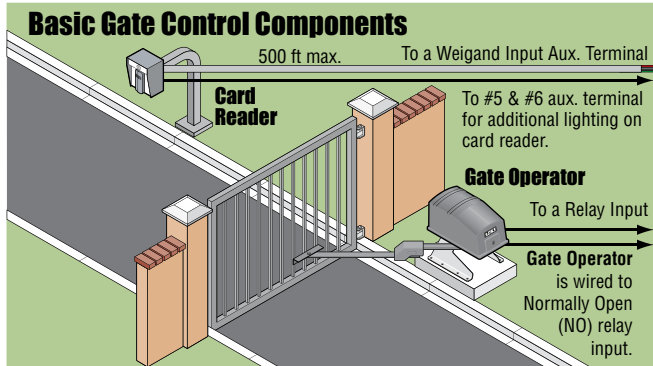 Basic Gate Control Components
500 ft max.
To a Weigand Input Aux. Terminal
Card
Reader
To #5 & #6 aux. terminal
for additional lighting on
card reader.
Gate Operator
To a Relay Input
Gate Operator
is wired to
Normally Open
(NO) relay
input.